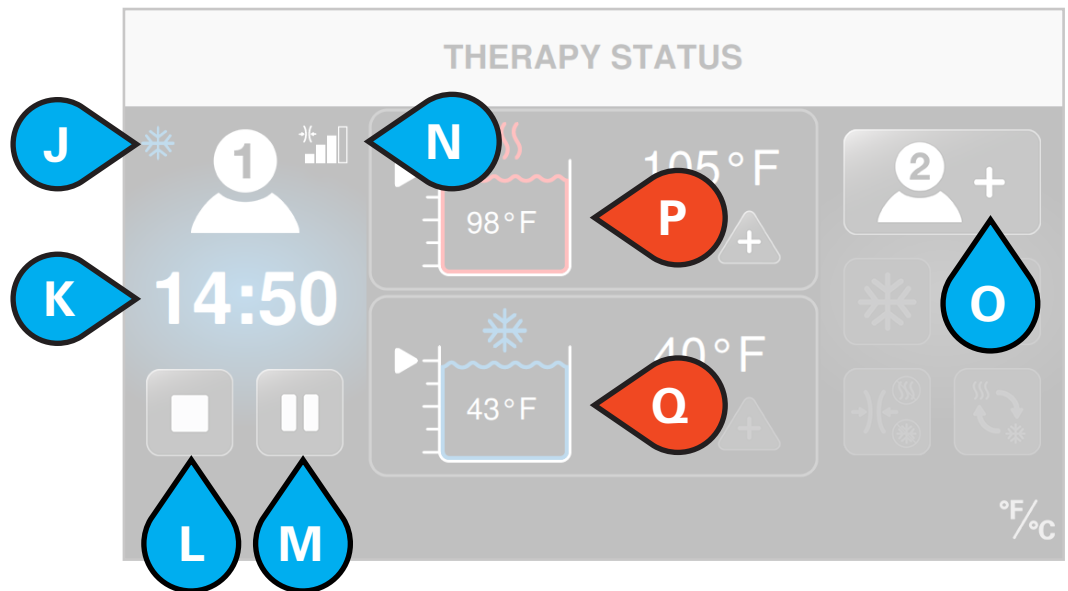 THERAPY STATUS
J
1
N
105°F
2 +
98°F
P
+
K
14:50
O
40°F
43°F
Q
+
L
M
°F/°C